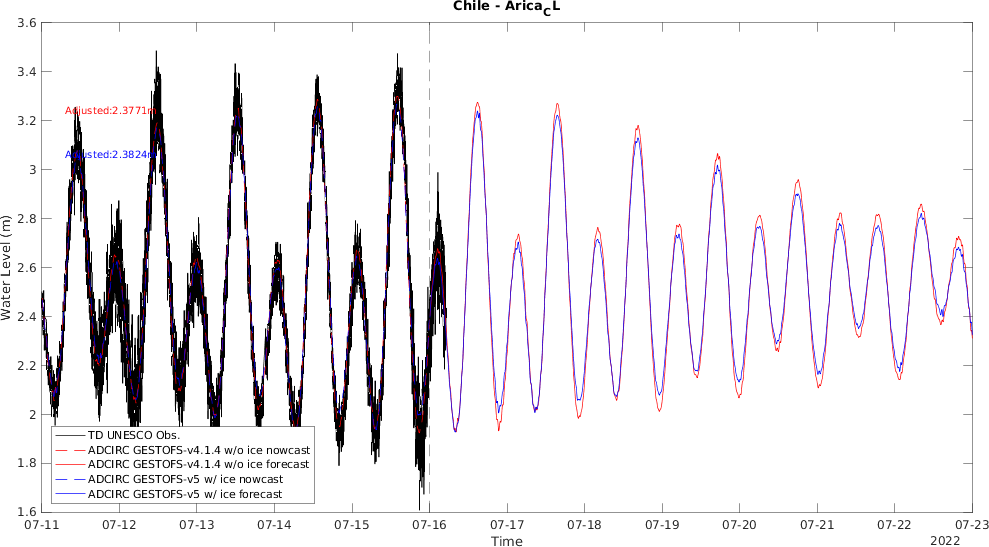 Chile - Arica_CL
3.6
3.4
3.2
3
2.8
2.6
2.4
2.2
2
1.8
1.6
Water Level (m)
Adjusted:2.3771m
Adjusted:2.3824m
TD UNESCO Obs.
ADCIRC GESTOFS-v4.1.4 w/o ice nowcast
ADCIRC GESTOFS-v4.1.4 w/o ice forecast
ADCIRC GESTOFS-v5 w/ ice nowcast
ADCIRC GESTOFS-v5 w/ ice forecast
07-11 07-12 07-13 07-14 07-15 07-16 07-17 07-18 07-19 07-20 07-21 07-22 07-23
Time
2022